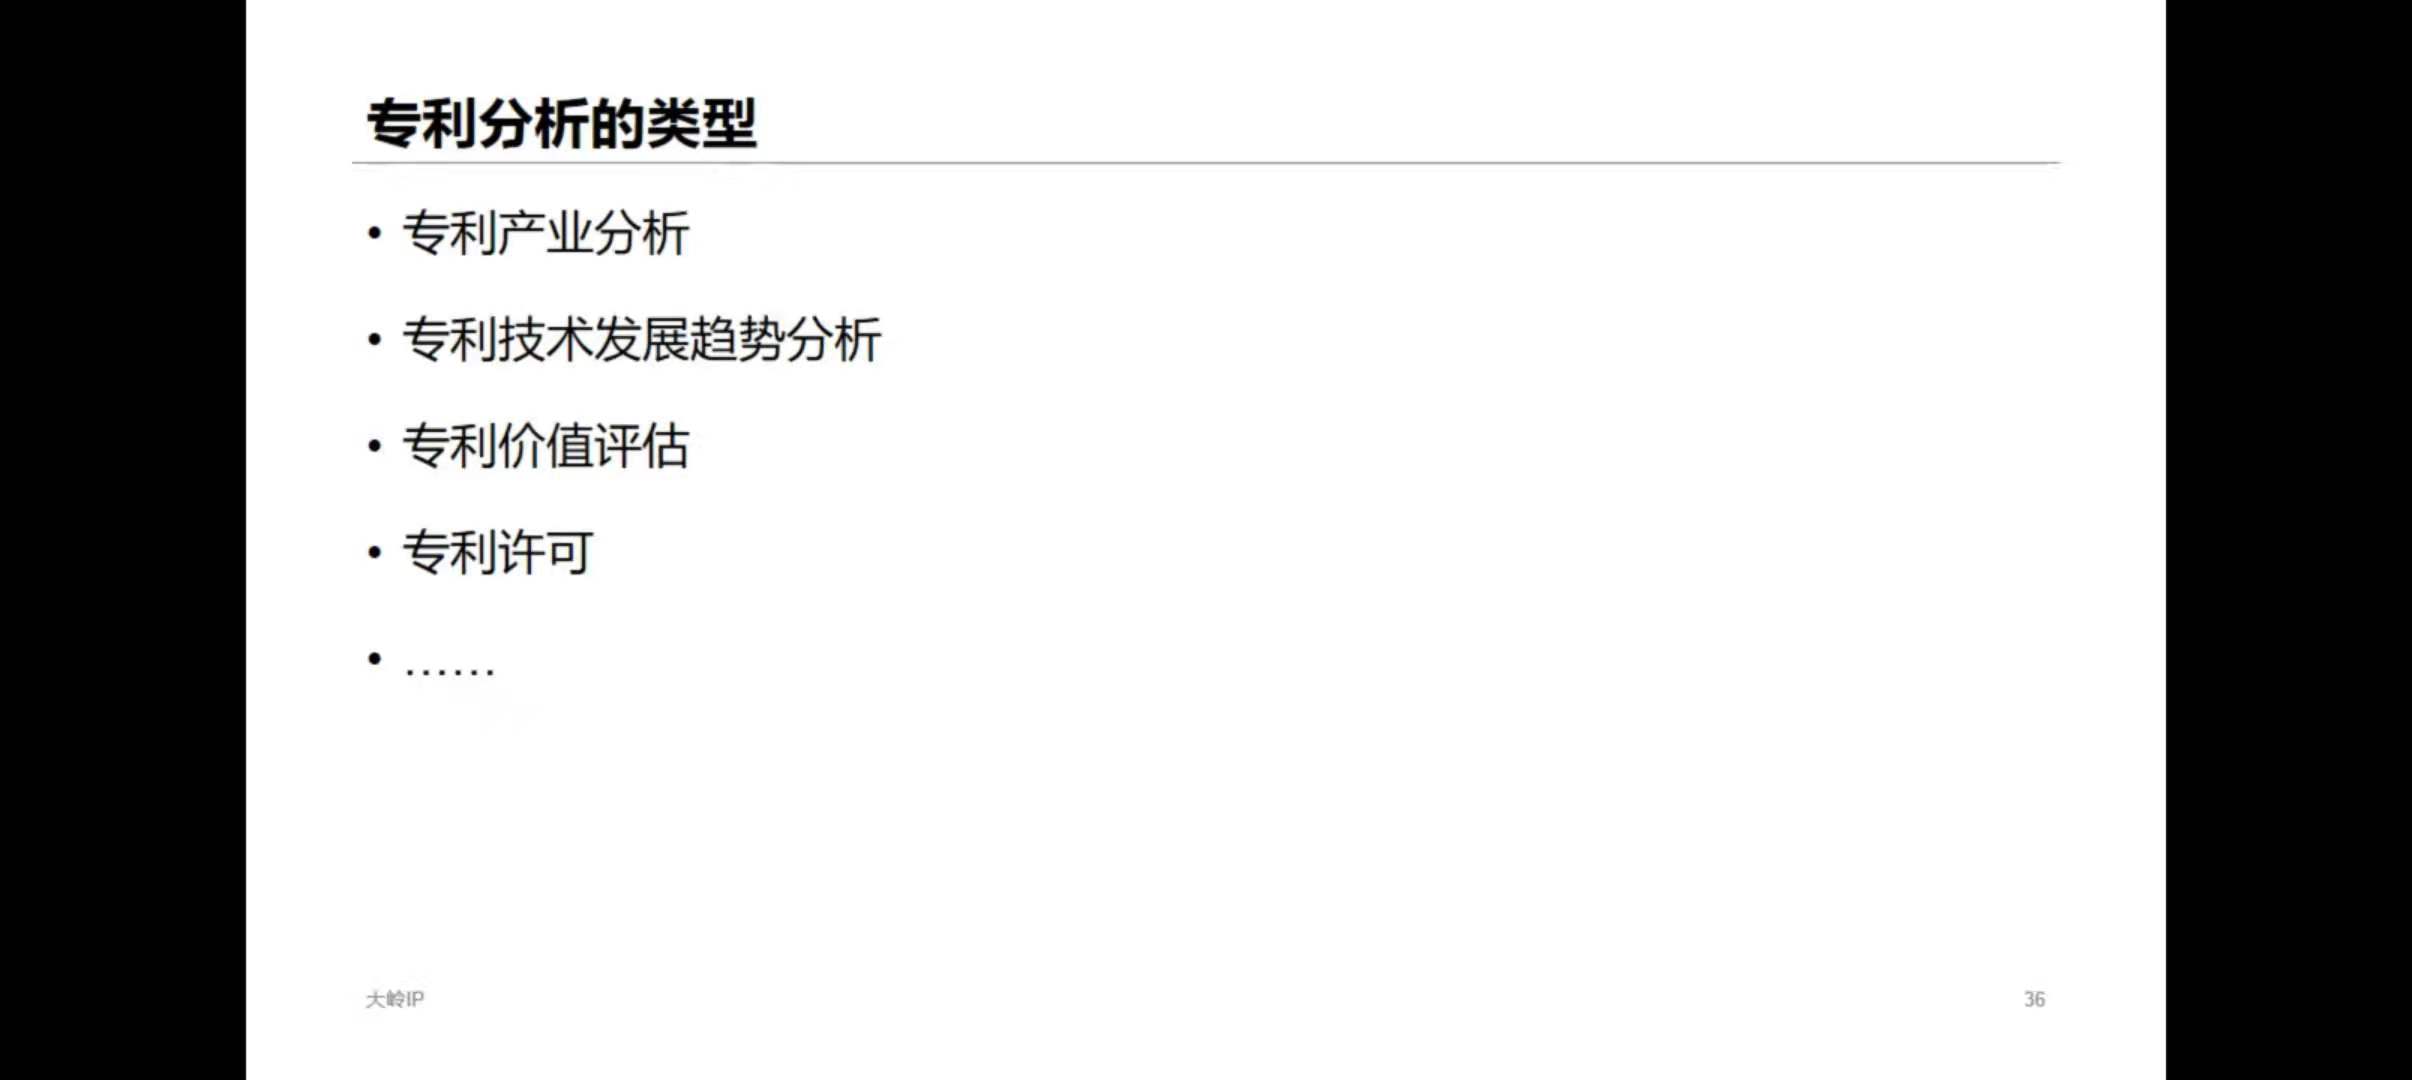 专利分析的类型
• 专利产业分析
• 专利技术发展趋势分析
• 专利价值评估
• 专利许可
• ……
大岭IP
36